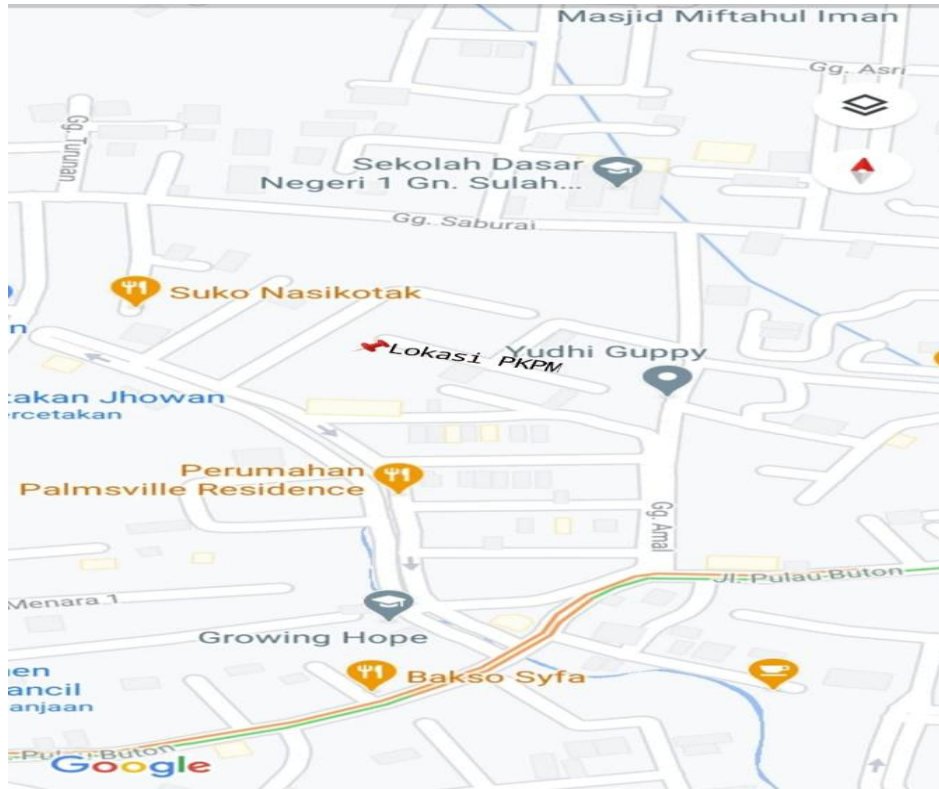 Masjid Miftahul Iman
Gg. Asri
Gg. Turunan
Sekolah Dasar
Negeri 1 Gn. Sulah...
Gg. Saburai
Suko Nasikotak
n
Lokasi PKPM
Yudhi Guppy
takan Jhowan
ercetakan
Perumahan
Palmsville Residence
Gg. Amal
Jl. Pulau Buton
Menara 1
Growing Hope
Bakso Syfa
en
ancil
anjaan
Pulau Buton
Google